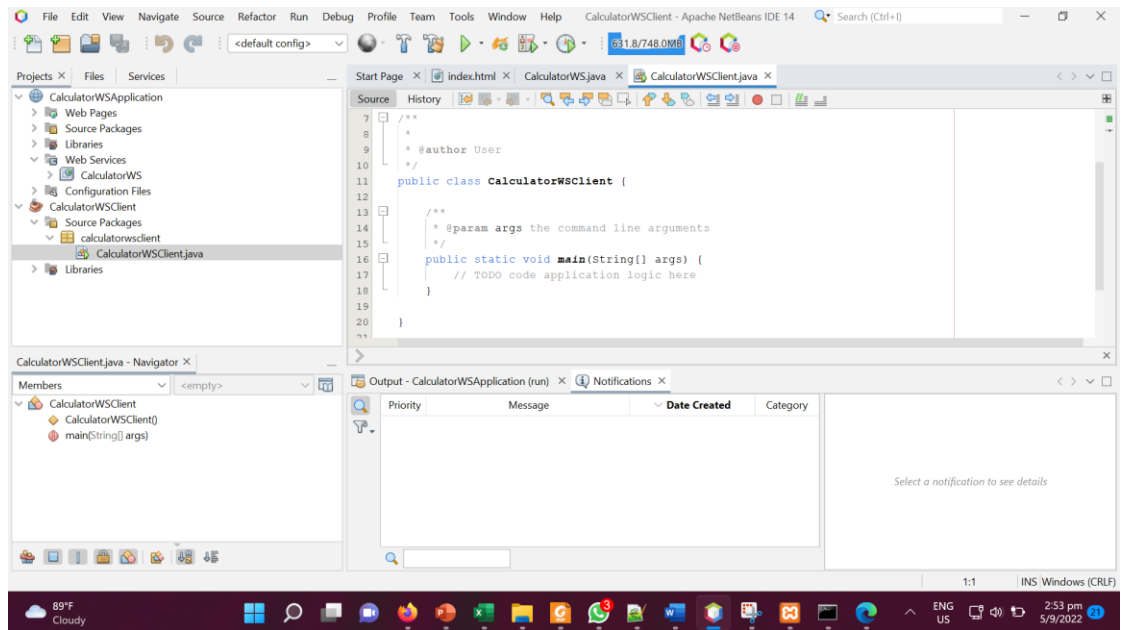 File Edit View Navigate Source Refactor Run Debug Profile Team Tools Window Help CalculatorWSClient - Apache NetBeans IDE 14 Search (Ctrl+I)
<default config> 631.8/748.0MB
Projects Files Services
CalculatorWSApplication
Web Pages
Source Packages
Libraries
Web Services
CalculatorWS
Configuration Files
CalculatorWSClient
Source Packages
calculatorwsclient
CalculatorWSClient.java
Libraries
Start Page index.html CalculatorWS.java CalculatorWSClient.java
Source History
7 /**
8 *
9 * @author User
10 */
11 public class CalculatorWSClient {
12
13 /**
14 * @param args the command line arguments
15 */
16 public static void main(String[] args) {
17 // TODO code application logic here
18 }
19
20 }
21
CalculatorWSClient.java - Navigator
Members <empty>
CalculatorWSClient
CalculatorWSClient()
main(String[] args)
Output - CalculatorWSApplication (run) Notifications
Priority Message Date Created Category
Select a notification to see details
1:1 INS Windows (CRLF)
89°F
Cloudy
3
ENG
US
2:53 pm
5/9/2022
21